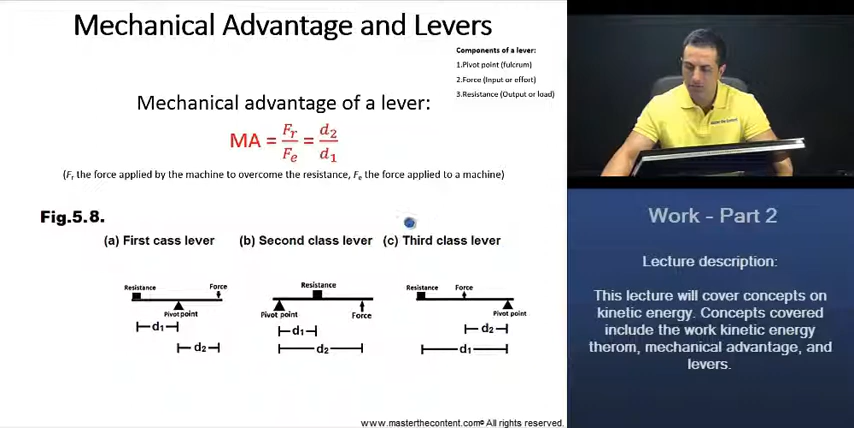 Mechanical Advantage and Levers
Components of a lever:
1.Pivot point (fulcrum)
2.Force (Input or effort)
3.Resistance (Output or load)
Mechanical advantage of a lever:
MA = Fr/Fe = d2/d1
(Fr the force applied by the machine to overcome the resistance, Fe the force applied to a machine)
Fig.5.8.
(a) First cass lever (b) Second class lever (c) Third class lever
Resistance Force
Pivot point
d1
d2
Resistance
Pivot point Force
d1
d2
Resistance Force
Pivot point
d2
d1
www.masterthecontent.com© All rights reserved.
Master the Content
Work - Part 2
Lecture description:
This lecture will cover concepts on
kinetic energy. Concepts covered
include the work kinetic energy
therom, mechanical advantage, and
levers.